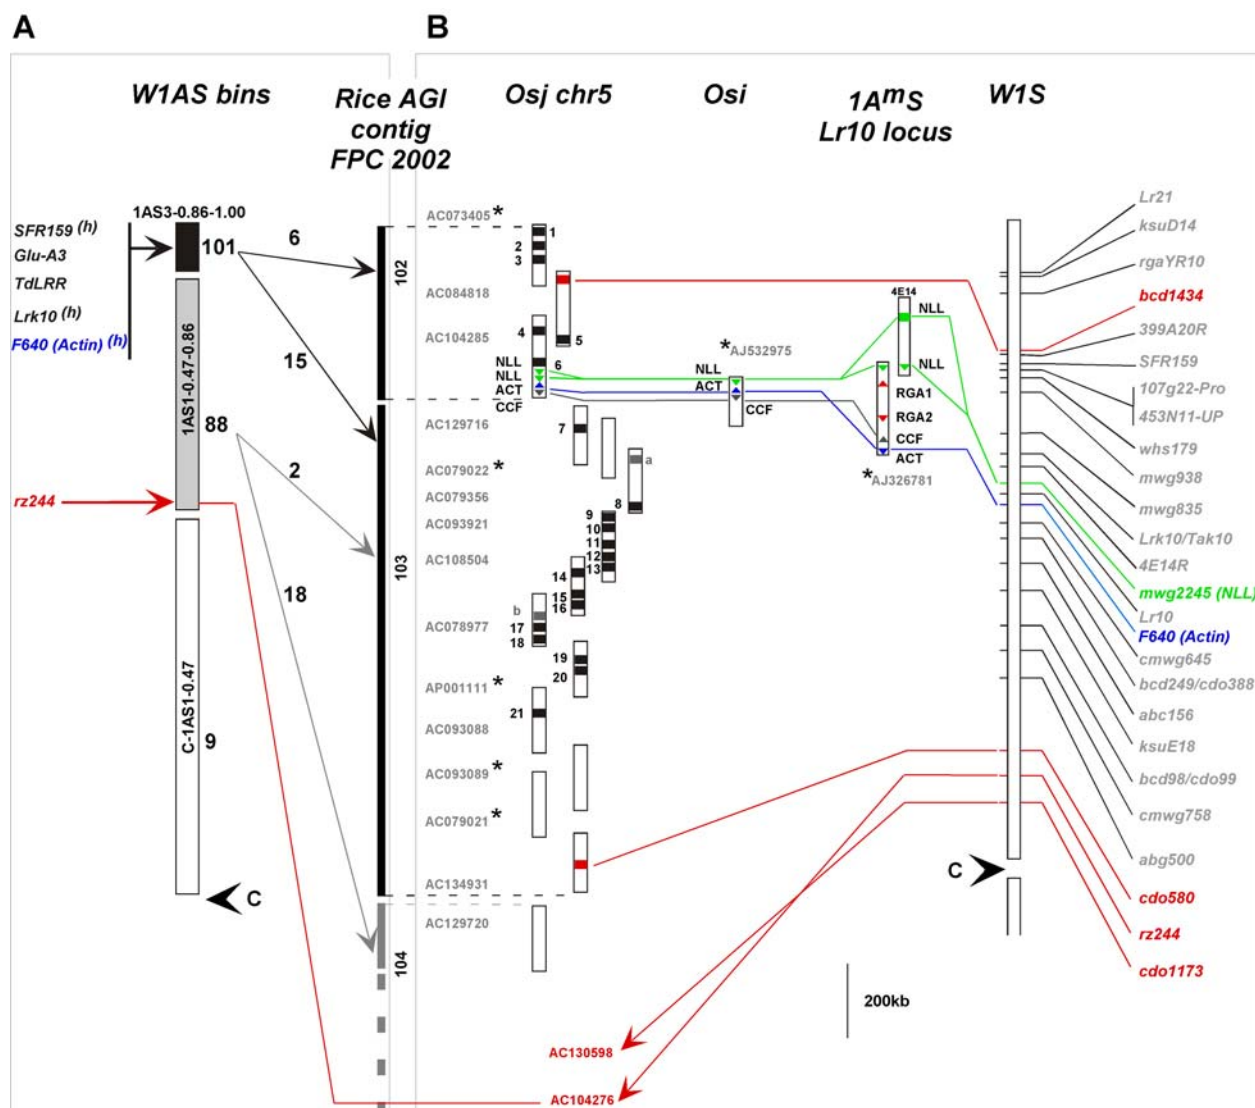 A
B
W1AS bins
Rice AGI
contig
FPC 2002
Osj chr5
Osi
1AmS
Lr10 locus
W1S
1AS3-0.86-1.00
SFR159 (h)
Glu-A3
TdLRR
Lrk10 (h)
F640 (Actin) (h)
101
6
15
1AS1-0.47-0.86
88
2
18
rz244
C-1AS1-0.47
9
C
102
103
104
AC073405 *
AC084818
AC104285
AC129716
AC079022 *
AC079356
AC093921
AC108504
AC078977
AP001111 *
AC093088
AC093089 *
AC079021 *
AC134931
AC129720
1
2
3
4
5
NLL
6
NLL
ACT
CCF
7
a
8
9
10
11
12
13
14
15
16
b
17
18
19
20
21
*AJ532975
NLL
ACT
CCF
4E14
NLL
NLL
RGA1
RGA2
CCF
ACT
*AJ326781
Lr21
ksuD14
rgaYR10
bcd1434
399A20R
SFR159
107g22-Pro
453N11-UP
whs179
mwg938
mwg835
Lrk10/Tak10
4E14R
mwg2245 (NLL)
Lr10
F640 (Actin)
cmwg645
bcd249/cdo388
abc156
ksuE18
bcd98/cdo99
cmwg758
abg500
C
cdo580
rz244
cdo1173
200kb
AC130598
AC104276